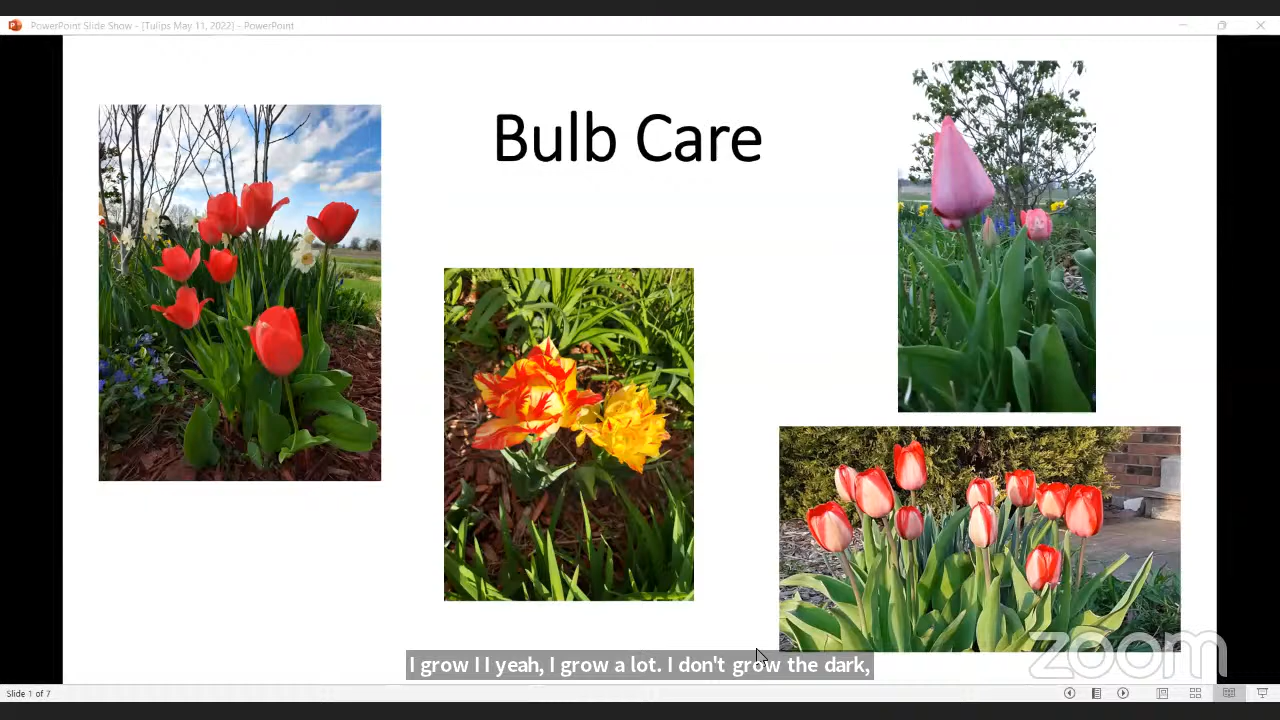 PowerPoint Slide Show - [Tulips May 11, 2022] - PowerPoint
Bulb Care
zoom
I grow I I yeah, I grow a lot. I don't grow the dark,
Slide 1 of 7